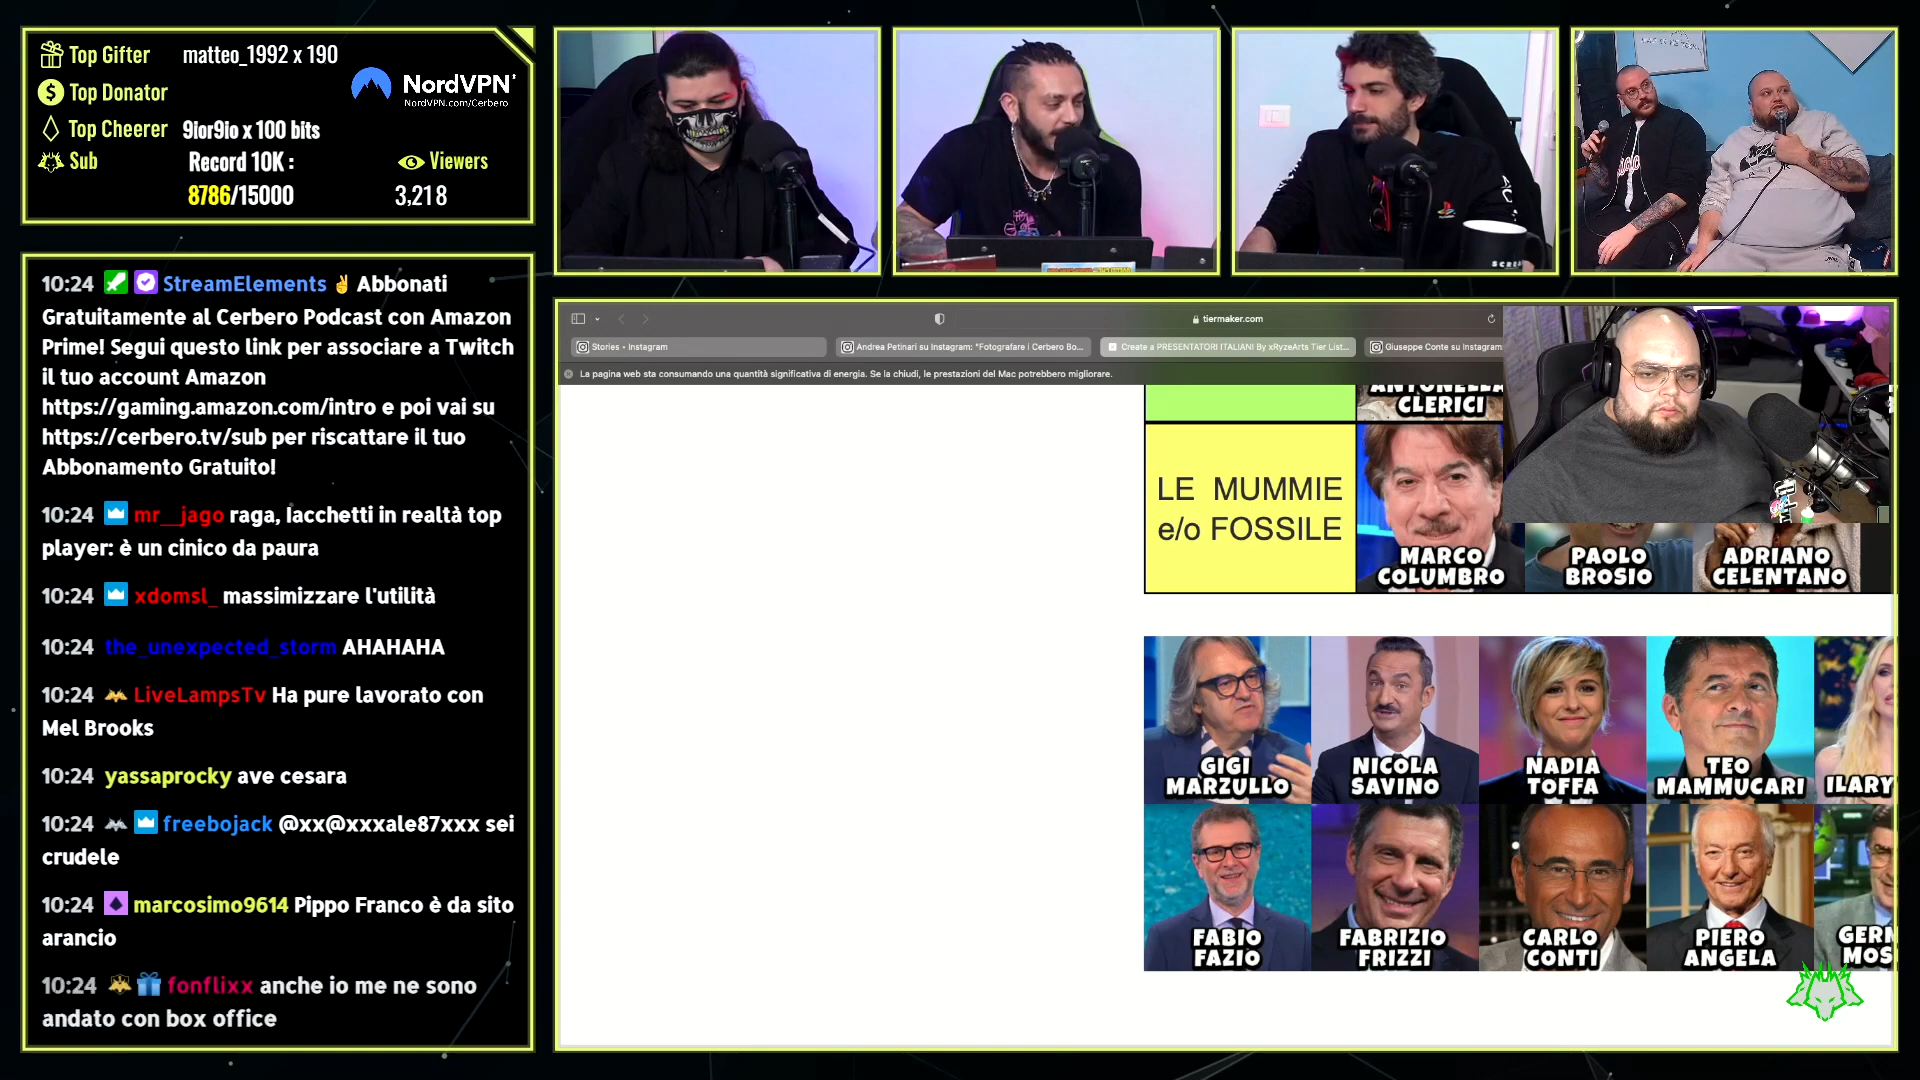 Top Gifter matteo_1992 x 190
Top Donator
Top Cheerer 9lor9lo x 100 bits
Sub Record 10K :
8786/15000
NordVPN
NordVPN.com/Cerbero
Viewers
3,218
10:24 StreamElements ✌ Abbonati
Gratuitamente al Cerbero Podcast con Amazon
Prime! Segui questo link per associare a Twitch
il tuo account Amazon
https://gaming.amazon.com/intro e poi vai su
https://cerbero.tv/sub per riscattare il tuo
Abbonamento Gratuito!
10:24 mr__jago raga, iacchetti in realtà top
player: è un cinico da paura
10:24 xdomsl_ massimizzare l'utilità
10:24 the_unexpected_storm AHAHAHA
10:24 LiveLampsTv Ha pure lavorato con
Mel Brooks
10:24 yassaprocky ave cesara
10:24 freebojack @xx@xxxale87xxx sei
crudele
10:24 marcosimo9614 Pippo Franco è da sito
arancio
10:24 fonflixx anche io me ne sono
andato con box office
tiermaker.com
Stories • Instagram
Andrea Petinari su Instagram: "Fotografare i Cerbero Bo...
Create a PRESENTATORI ITALIANI By xRyzeArts Tier List...
Giuseppe Conte su Instagram
La pagina web sta consumando una quantità significativa di energia. Se la chiudi, le prestazioni del Mac potrebbero migliorare.
ANTONELLA
CLERICI
LE MUMMIE
e/o FOSSILE
MARCO
COLUMBRO
PAOLO
BROSIO
ADRIANO
CELENTANO
GIGI
MARZULLO
NICOLA
SAVINO
NADIA
TOFFA
TEO
MAMMUCARI
ILARY
FABIO
FAZIO
FABRIZIO
FRIZZI
CARLO
CONTI
PIERO
ANGELA
GERM
MOS